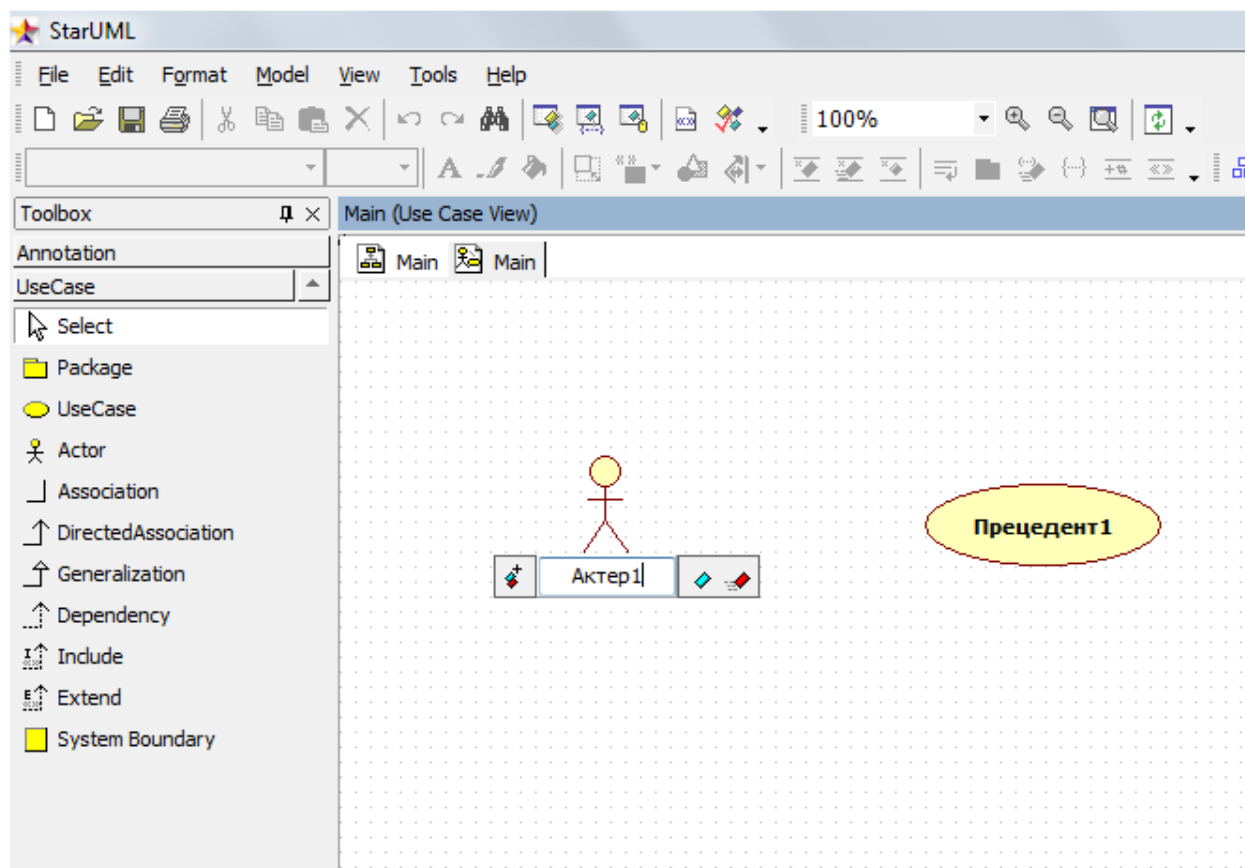 StarUML
File Edit Format Model View Tools Help
100%
Toolbox
Main (Use Case View)
Annotation
Main Main
UseCase
Select
Package
UseCase
Actor
Association
DirectedAssociation
Generalization
Dependency
Include
Extend
System Boundary
Актер1
Прецедент1